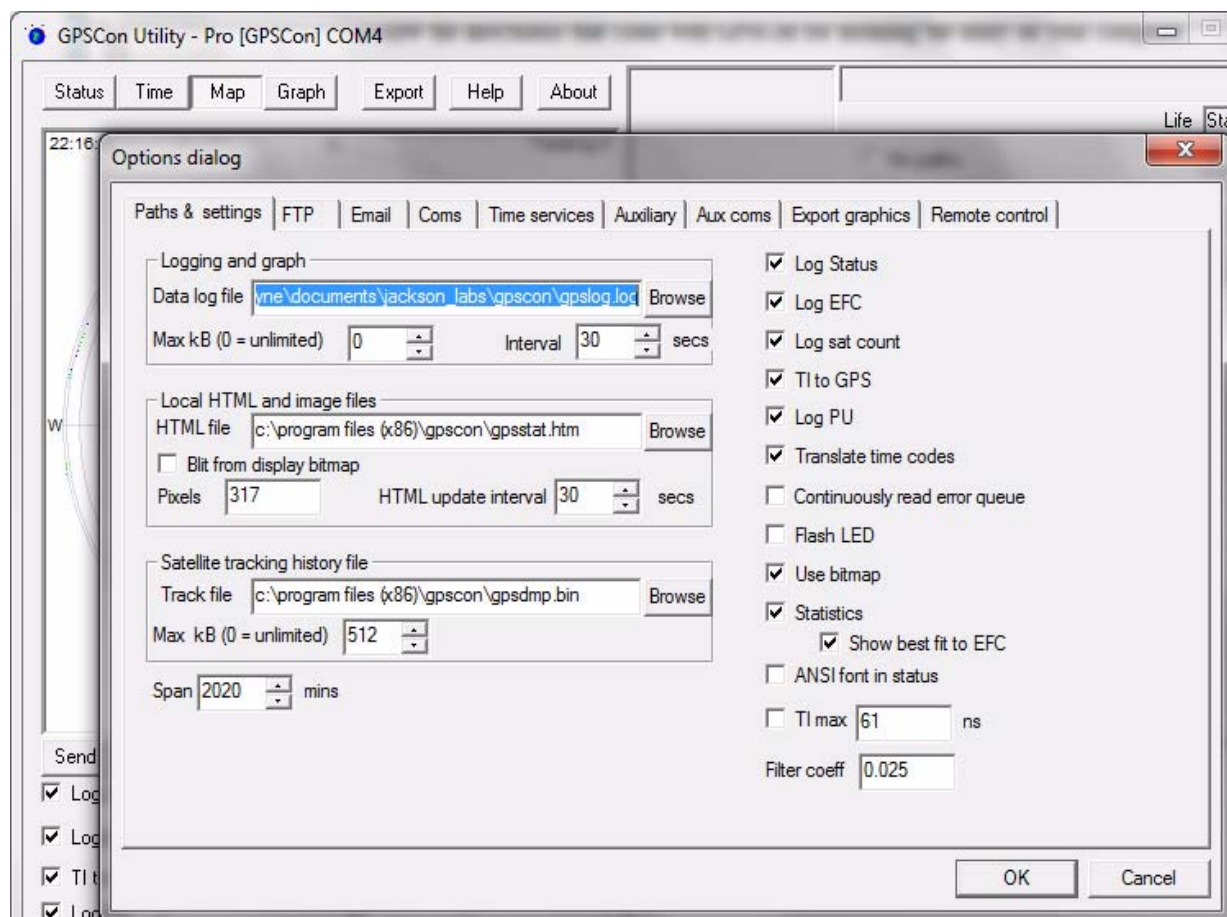 GPSCon Utility - Pro [GPSCon] COM4
Status Time Map Graph Export Help About
Life Sta
22:16:
Options dialog
Paths & settings FTP Email Coms Time services Auxiliary Aux coms Export graphics Remote control
Logging and graph
Data log file yne\documents\jackson_labs\gpscon\gpslog.log Browse
Max kB (0 = unlimited) 0 Interval 30 secs
Local HTML and image files
HTML file c:\program files (x86)\gpscon\gpsstat.htm Browse
Blit from display bitmap
Pixels 317 HTML update interval 30 secs
Satellite tracking history file
Track file c:\program files (x86)\gpscon\gpsdmp.bin Browse
Max kB (0 = unlimited) 512
Span 2020 mins
Log Status
Log EFC
Log sat count
TI to GPS
Log PU
Translate time codes
Continuously read error queue
Flash LED
Use bitmap
Statistics
Show best fit to EFC
ANSI font in status
TI max 61 ns
Filter coeff 0.025
OK Cancel
W
Send
Log
Log
TI t
Log